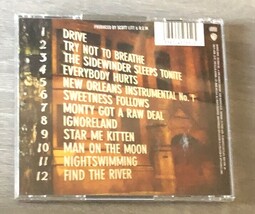 PRODUCED BY SCOTT LITT & R.E.M.
1 DRIVE
2 TRY NOT TO BREATHE
3 THE SIDEWINDER SLEEPS TONITE
4 EVERYBODY HURTS
5 NEW ORLEANS INSTRUMENTAL No. 1
6 SWEETNESS FOLLOWS
7 MONTY GOT A RAW DEAL
8 IGNORELAND
9 STAR ME KITTEN
10 MAN ON THE MOON
11 NIGHTSWIMMING
12 FIND THE RIVER